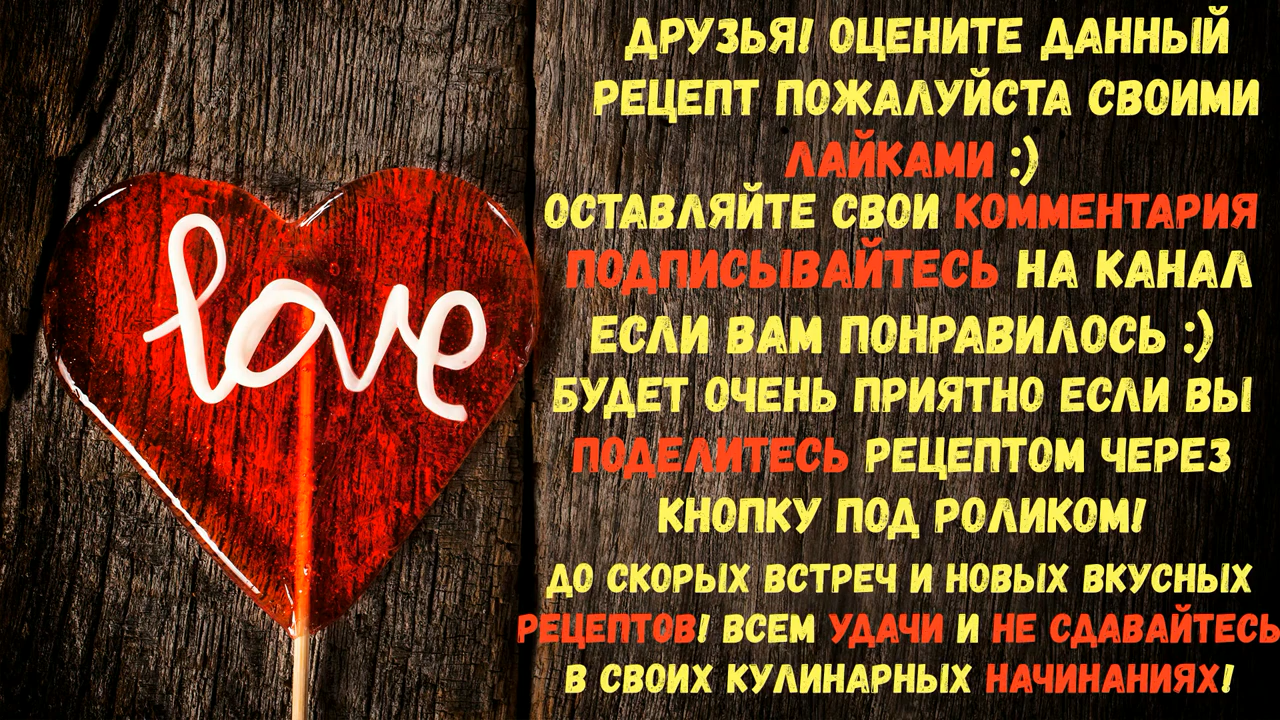 love
ДРУЗЬЯ! ОЦЕНИТЕ ДАННЫЙ
РЕЦЕПТ ПОЖАЛУЙСТА СВОИМИ
ЛАЙКАМИ :)
ОСТАВЛЯЙТЕ СВОИ КОММЕНТАРИЯ
ПОДПИСЫВАЙТЕСЬ НА КАНАЛ
ЕСЛИ ВАМ ПОНРАВИЛОСЬ :)
БУДЕТ ОЧЕНЬ ПРИЯТНО ЕСЛИ ВЫ
ПОДЕЛИТЕСЬ РЕЦЕПТОМ ЧЕРЕЗ
КНОПКУ ПОД РОЛИКОМ!
ДО СКОРЫХ ВСТРЕЧ И НОВЫХ ВКУСНЫХ
РЕЦЕПТОВ! ВСЕМ УДАЧИ И НЕ СДАВАЙТЕСЬ
В СВОИХ КУЛИНАРНЫХ НАЧИНАНИЯХ!